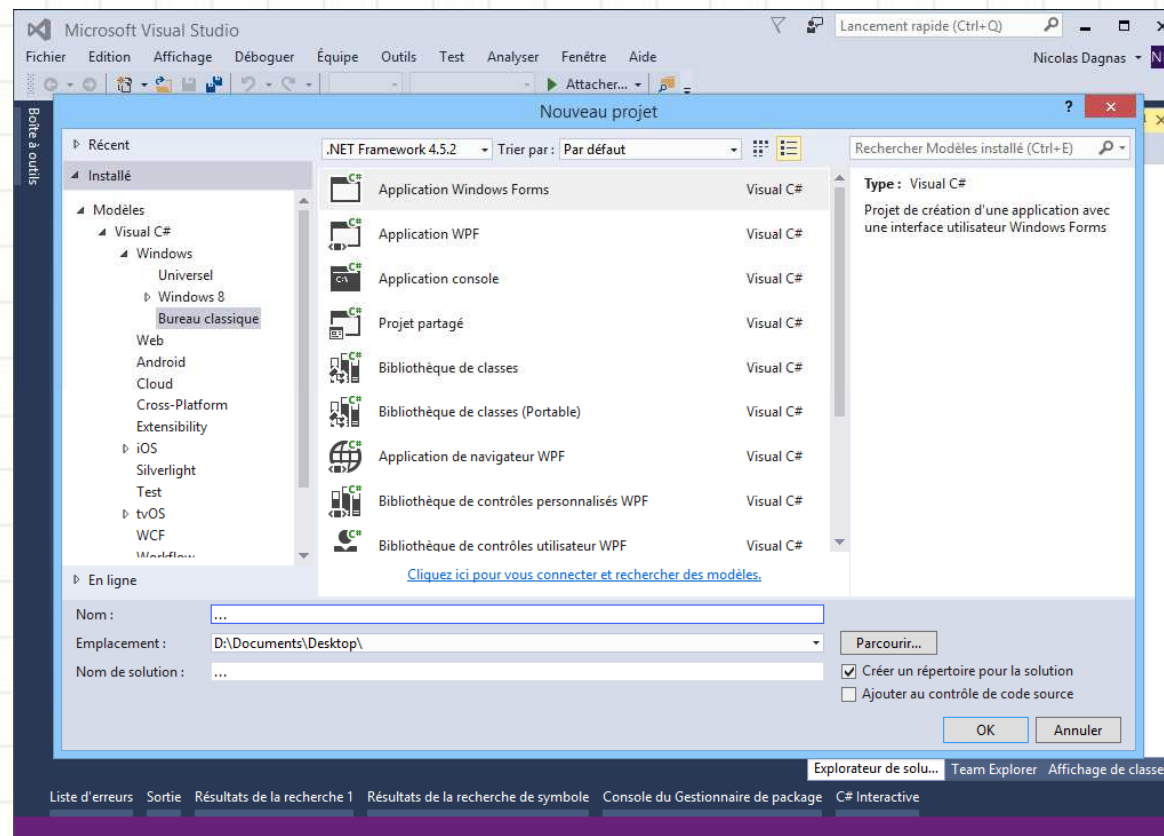 Microsoft Visual Studio
Lancement rapide (Ctrl+Q)
Fichier Edition Affichage Déboguer Équipe Outils Test Analyser Fenêtre Aide
Nicolas Dagnas
Attacher...
Boîte à outils
Nouveau projet
?
Récent
.NET Framework 4.5.2 Trier par : Par défaut
Rechercher Modèles installé (Ctrl+E)
Installé
Modèles
Visual C#
Windows
Universel
Windows 8
Bureau classique
Web
Android
Cloud
Cross-Platform
Extensibility
iOS
Silverlight
Test
tvOS
WCF
Workflow
En ligne
Application Windows Forms Visual C#
Application WPF Visual C#
Application console Visual C#
Projet partagé Visual C#
Bibliothèque de classes Visual C#
Bibliothèque de classes (Portable) Visual C#
Application de navigateur WPF Visual C#
Bibliothèque de contrôles personnalisés WPF Visual C#
Bibliothèque de contrôles utilisateur WPF Visual C#
Cliquez ici pour vous connecter et rechercher des modèles.
Type : Visual C#
Projet de création d'une application avec
une interface utilisateur Windows Forms
Nom : ...
Emplacement : D:\Documents\Desktop\
Parcourir...
Nom de solution : ...
Créer un répertoire pour la solution
Ajouter au contrôle de code source
OK Annuler
Explorateur de solu... Team Explorer Affichage de classe
Liste d'erreurs Sortie Résultats de la recherche 1 Résultats de la recherche de symbole Console du Gestionnaire de package C# Interactive